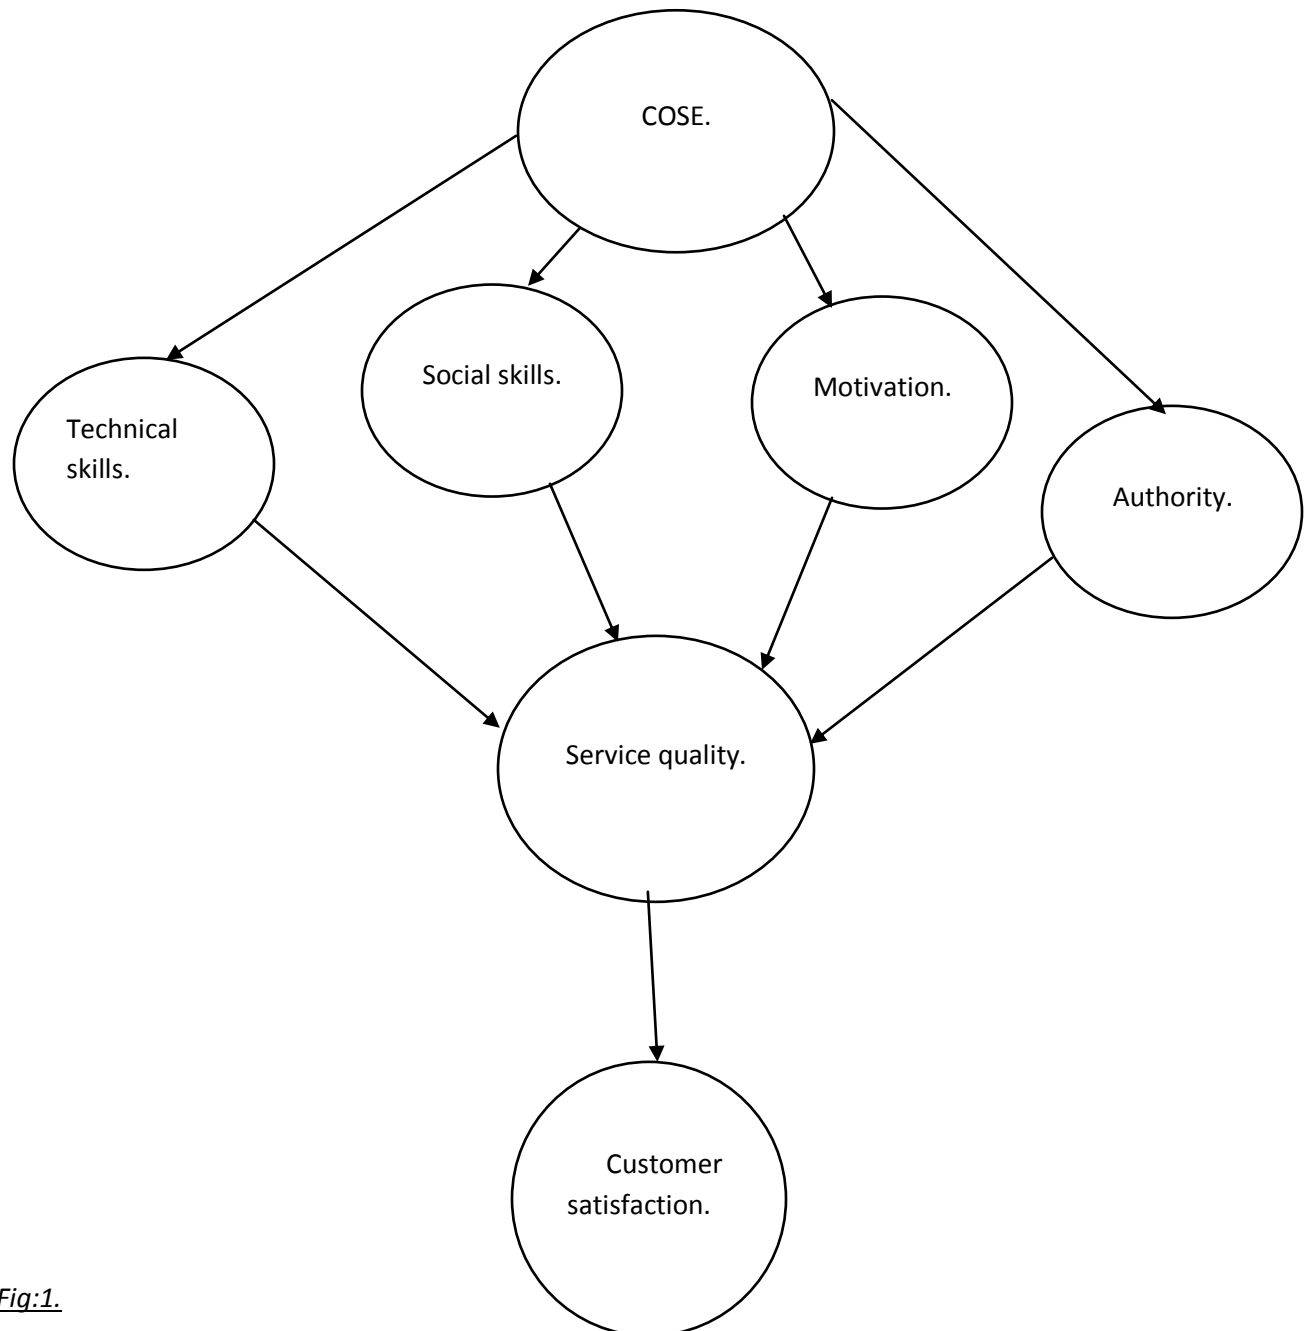 COSE.
Social skills.
Motivation.
Technical
skills.
Authority.
Service quality.
Customer
satisfaction.
Fig:1.